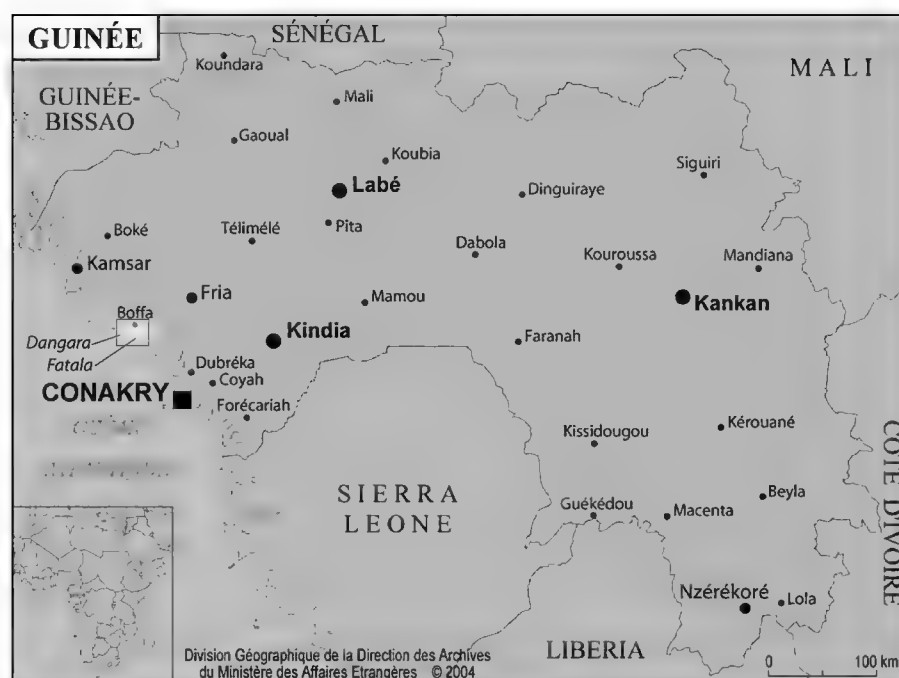 GUINÉE
SÉNÉGAL
Koundara
MALI
GUINÉE-
BISSAO
Mali
Gaoual
Koubia
Siguiri
Labé
Dinguiraye
Boké
Télimélé
Pita
Dabola
Kouroussa
Mandiana
Kamsar
Fria
Mamou
Kankan
Boffa
Kindia
Dangara
Faranah
Fatala
Dubréka
CONAKRY
Coyah
Forécariah
Kissidougou
Kérouané
CÔTE D'IVOIRE
SIERRA
LEONE
Beyla
Guékédou
Macenta
Nzérékoré
Lola
LIBERIA
Division Géographique de la Direction des Archives
du Ministère des Affaires Etrangères © 2004
0 100 km